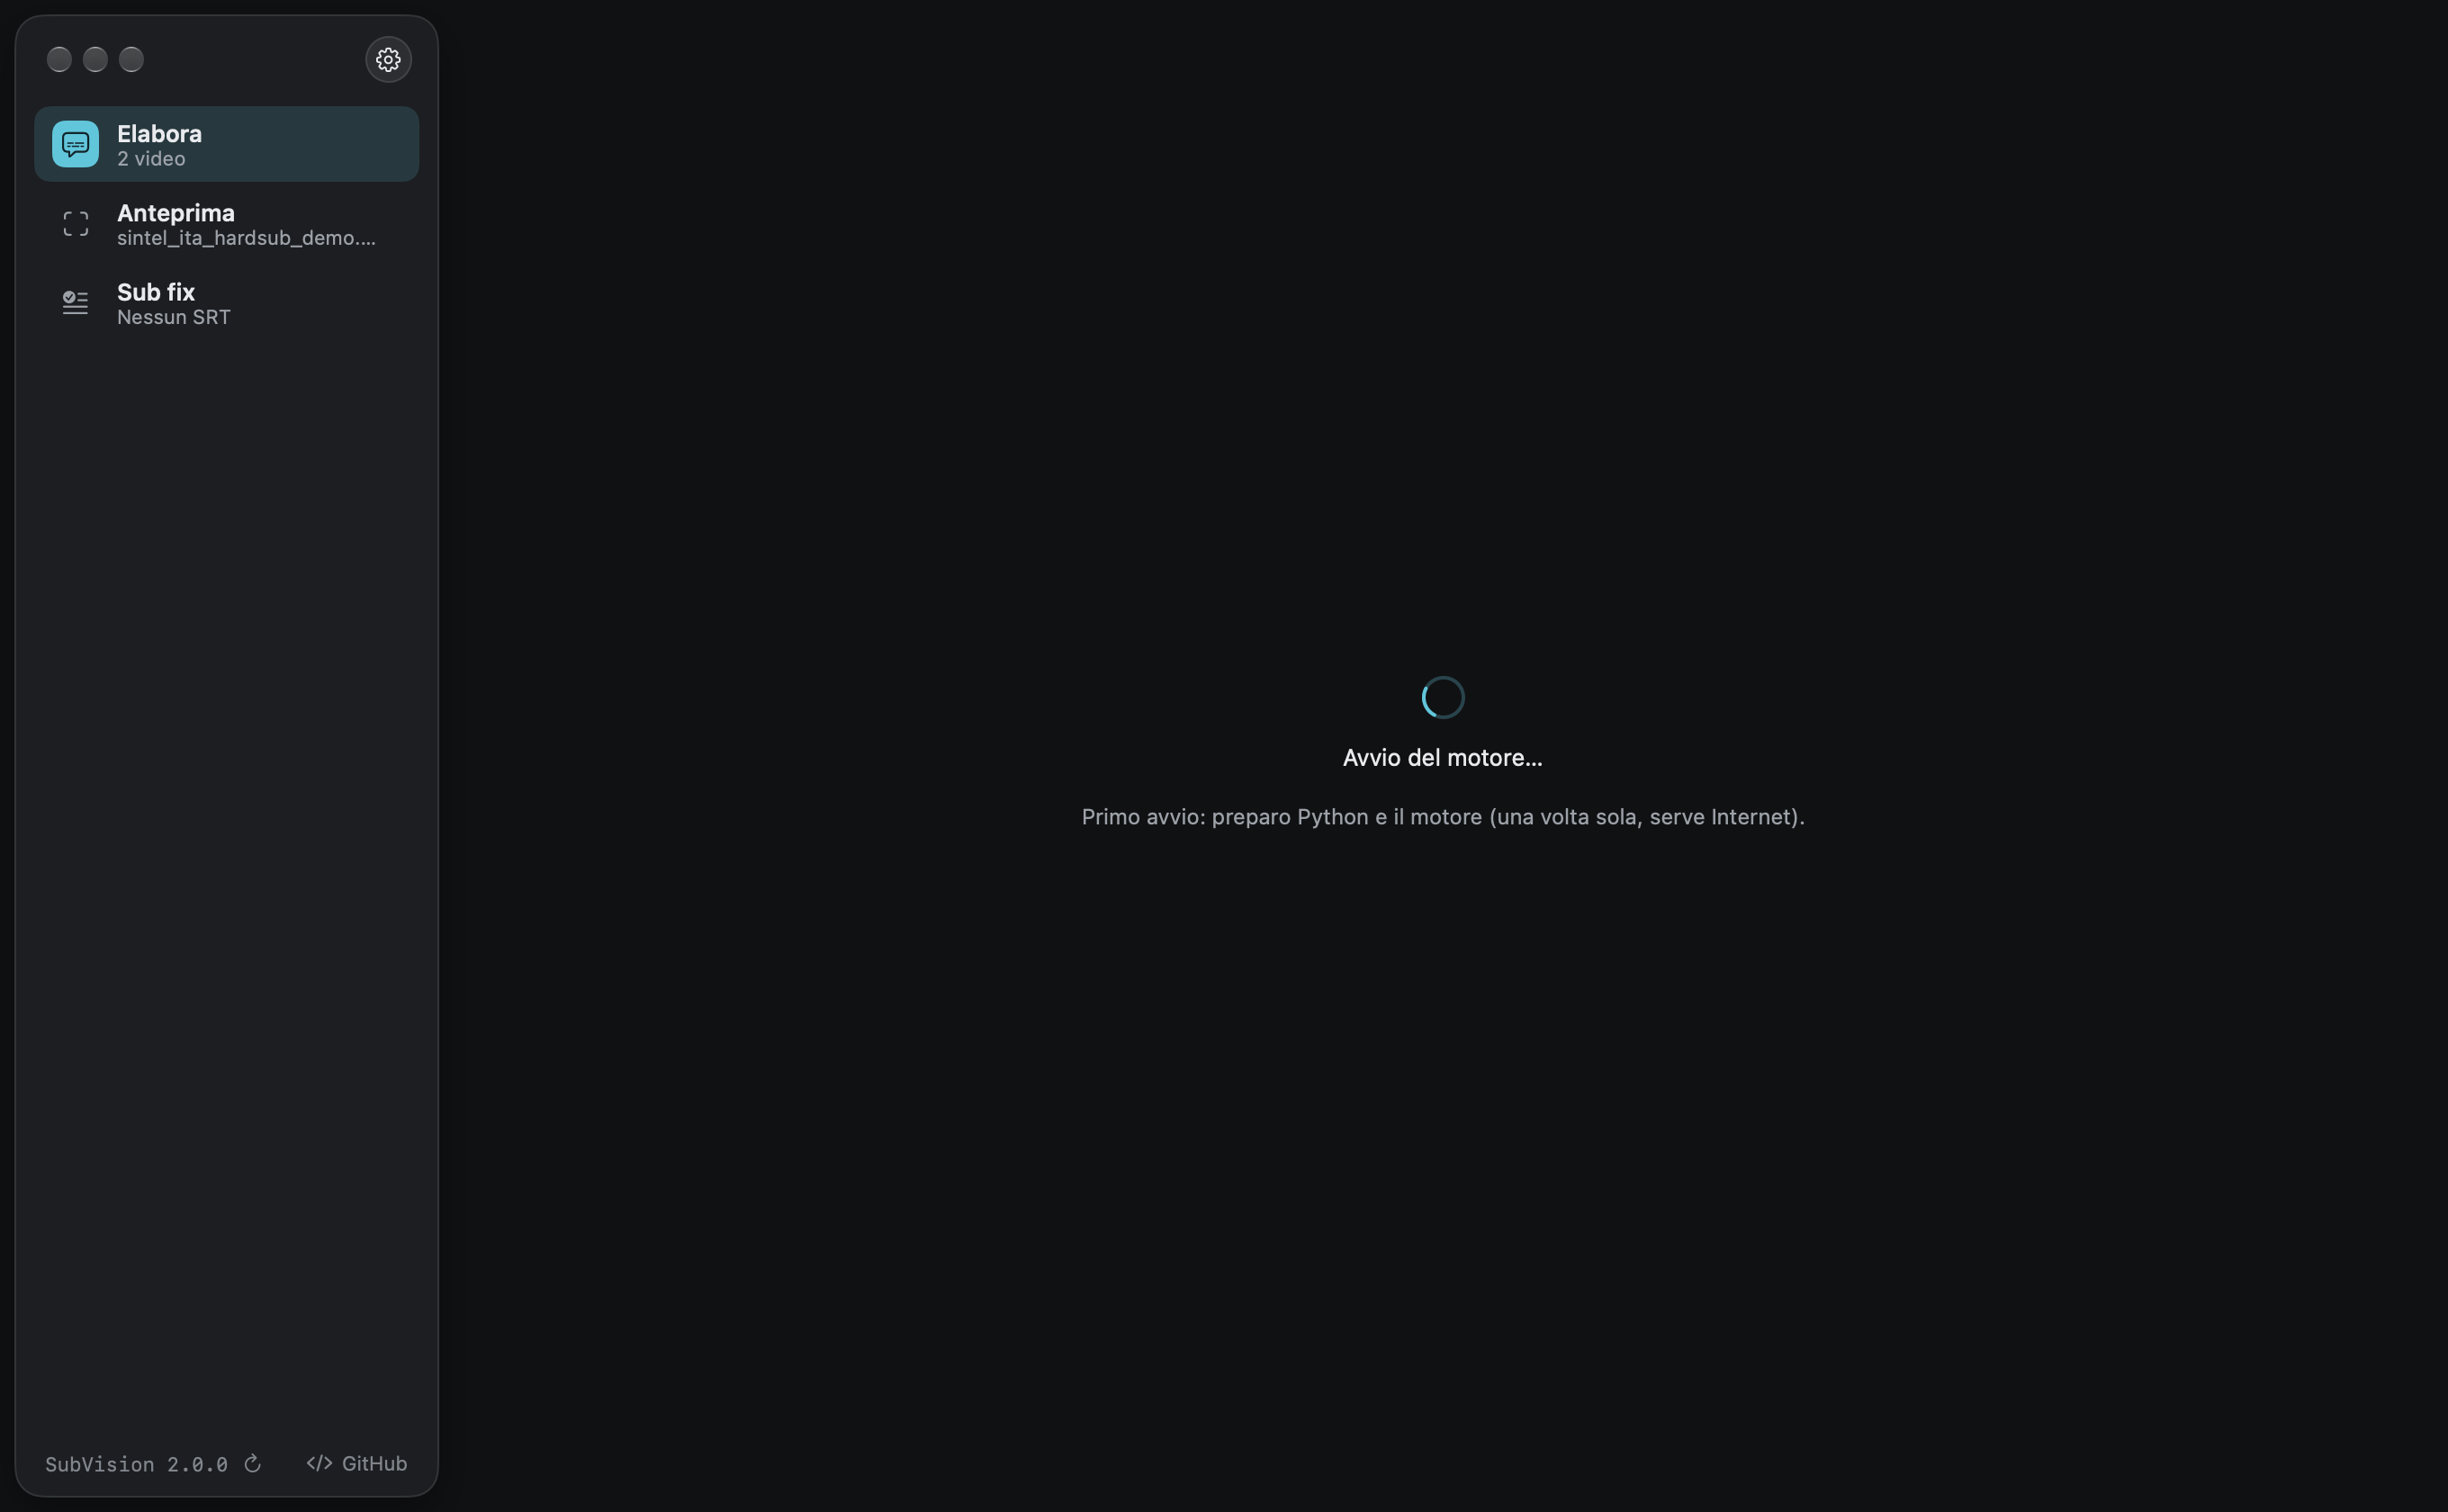 Elabora
2 video
Anteprima
sintel_ita_hardsub_demo....
Sub fix
Nessun SRT
Avvio del motore...
Primo avvio: preparo Python e il motore (una volta sola, serve Internet).
SubVision 2.0.0
</> GitHub